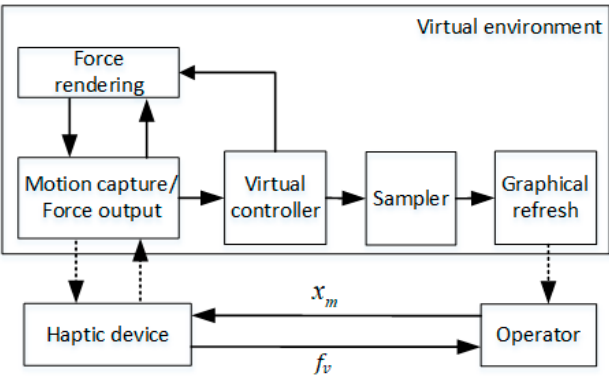 Virtual environment
Force
rendering
Motion capture/
Force output
Virtual
controller
Sampler
Graphical
refresh
x_m
Haptic device
Operator
f_v